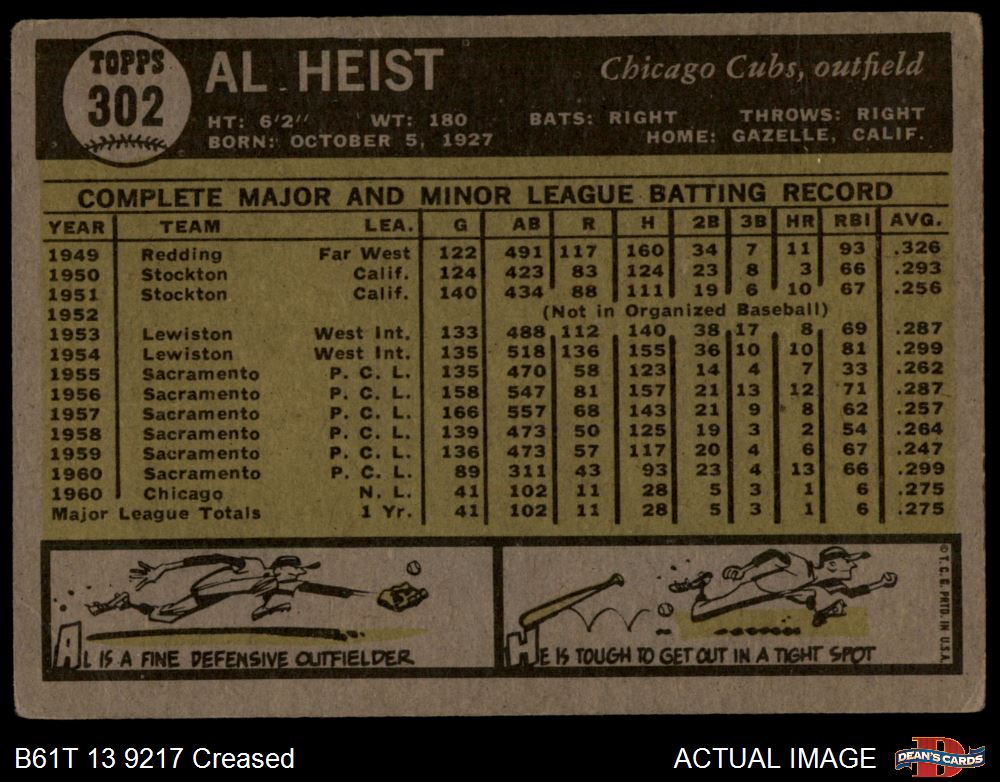 TOPPS
302
AL HEIST
Chicago Cubs, outfield
HT: 6'2" WT: 180 BATS: RIGHT THROWS: RIGHT
BORN: OCTOBER 5, 1927 HOME: GAZELLE, CALIF.
COMPLETE MAJOR AND MINOR LEAGUE BATTING RECORD
YEAR TEAM LEA. G AB R H 2B 3B HR RBI AVG.
1949 Redding Far West 122 491 117 160 34 7 11 93 .326
1950 Stockton Calif. 124 423 83 124 23 8 3 66 .293
1951 Stockton Calif. 140 434 88 111 19 6 10 67 .256
1952 (Not in Organized Baseball)
1953 Lewiston West Int. 133 488 112 140 38 17 8 69 .287
1954 Lewiston West Int. 135 518 136 155 36 10 10 81 .299
1955 Sacramento P. C. L. 135 470 58 123 14 4 7 33 .262
1956 Sacramento P. C. L. 158 547 81 157 21 13 12 71 .287
1957 Sacramento P. C. L. 166 557 68 143 21 9 8 62 .257
1958 Sacramento P. C. L. 139 473 50 125 19 3 2 54 .264
1959 Sacramento P. C. L. 136 473 57 117 20 4 6 67 .247
1960 Sacramento P. C. L. 89 311 43 93 23 4 13 66 .299
1960 Chicago N. L. 41 102 11 28 5 3 1 6 .275
Major League Totals 1 Yr. 41 102 11 28 5 3 1 6 .275
AL IS A FINE DEFENSIVE OUTFIELDER
HE IS TOUGH TO GET OUT IN A TIGHT SPOT
© T. C. G. PRTD. IN U.S.A.
B61T 13 9217 Creased
ACTUAL IMAGE
D
DEAN'S CARDS